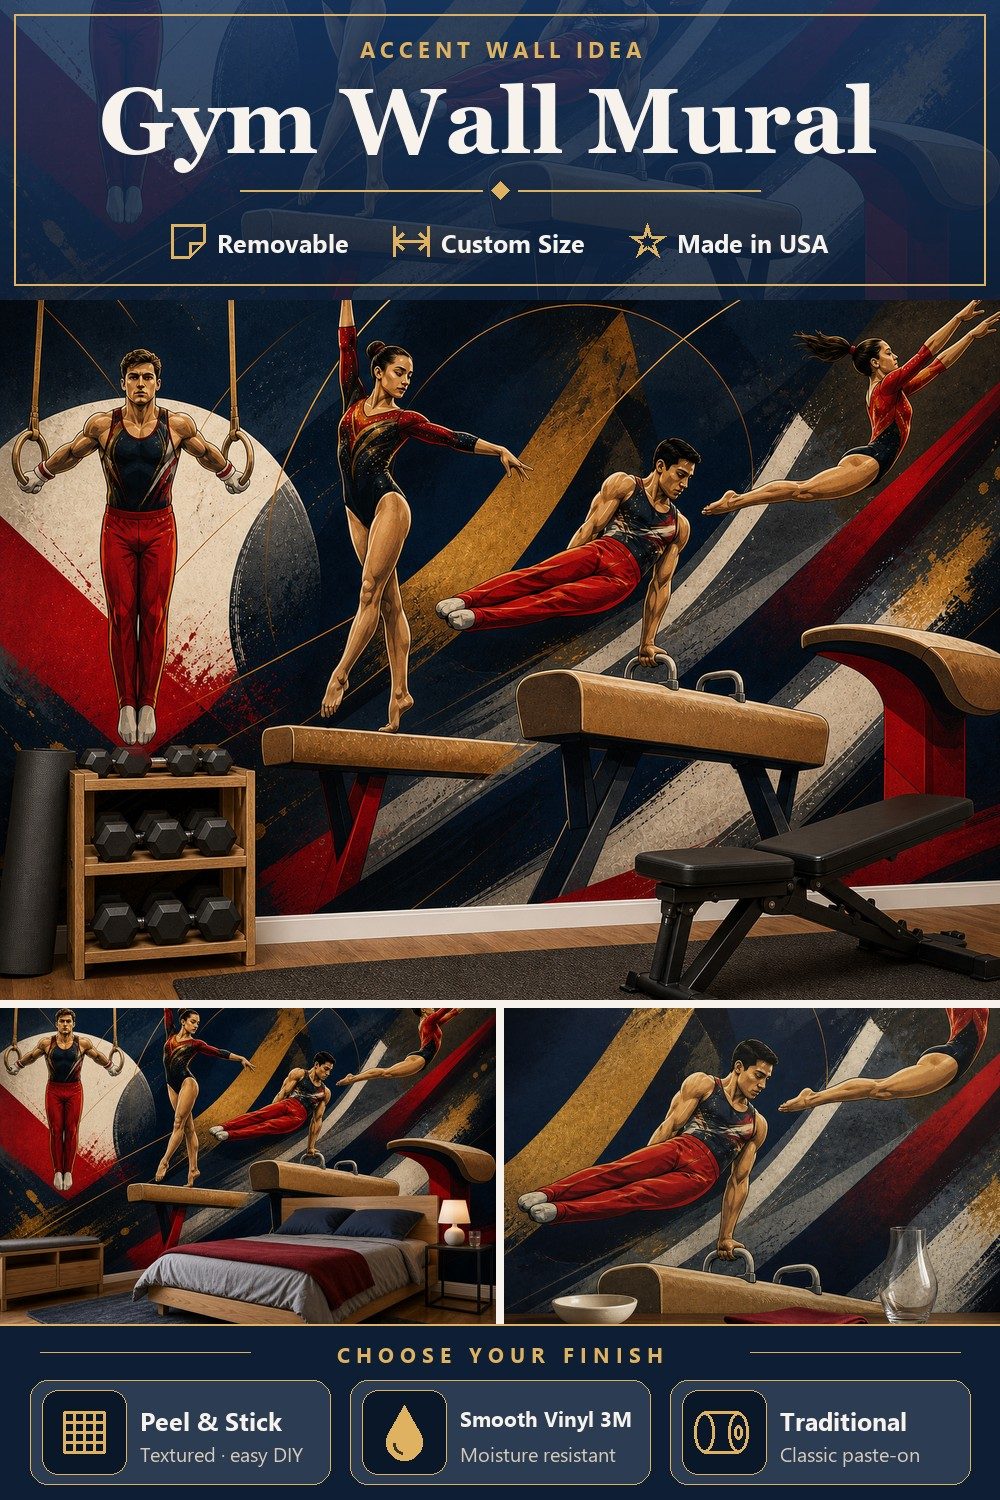 ACCENT WALL IDEA
Gym Wall Mural
Removable
Custom Size
Made in USA
CHOOSE YOUR FINISH
Peel & Stick
Textured · easy DIY
Smooth Vinyl 3M
Moisture resistant
Traditional
Classic paste-on